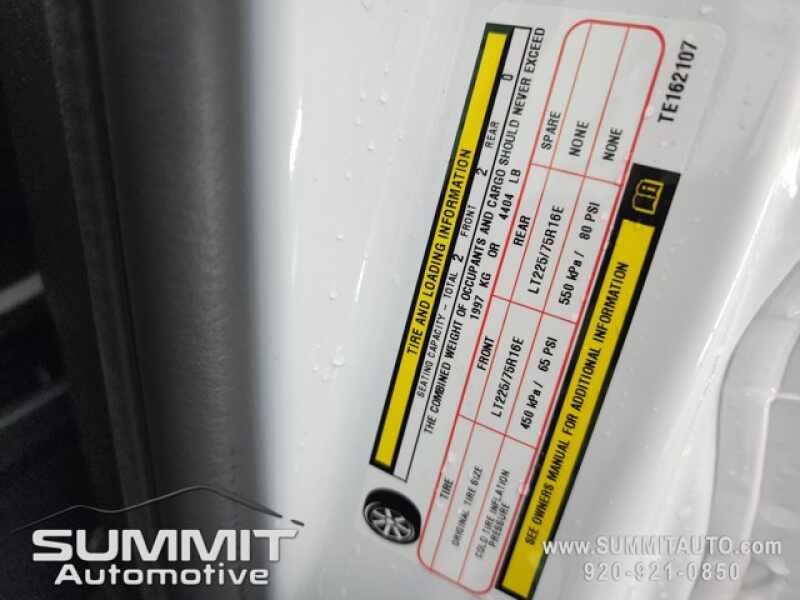 TE162107
TIRE AND LOADING INFORMATION
SEATING CAPACITY - TOTAL 2 FRONT 2 REAR 0
THE COMBINED WEIGHT OF OCCUPANTS AND CARGO SHOULD NEVER EXCEED
1997 KG OR 4404 LB
TIRE FRONT REAR SPARE
ORIGINAL TIRE SIZE LT225/75R16E LT225/75R16E NONE
COLD TIRE INFLATION PRESSURE 450 kPa/ 65 PSI 550 kPa/ 80 PSI NONE
SEE OWNERS MANUAL FOR ADDITIONAL INFORMATION
SUMMIT
Automotive
www.SUMMITAUTO.com
920-921-0850